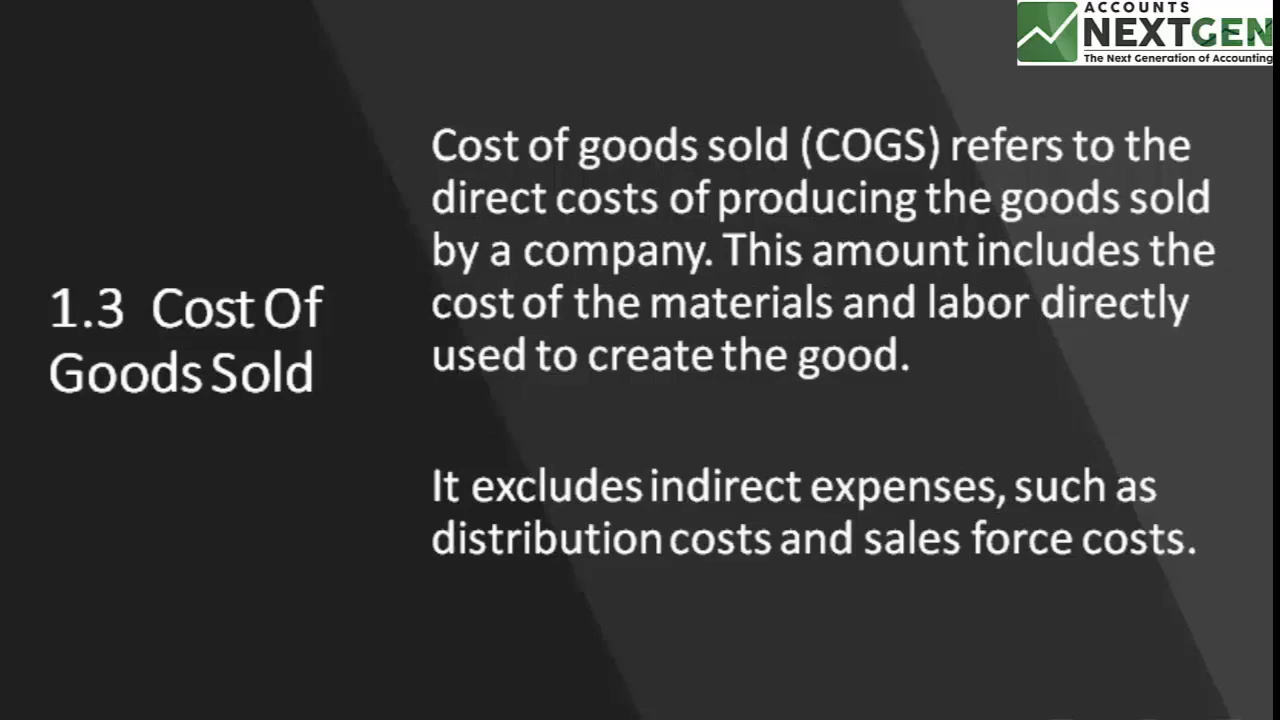 ACCOUNTS
NEXTGEN
The Next Generation of Accounting
1.3 Cost Of
Goods Sold
Cost of goods sold (COGS) refers to the
direct costs of producing the goods sold
by a company. This amount includes the
cost of the materials and labor directly
used to create the good.
It excludes indirect expenses, such as
distribution costs and sales force costs.